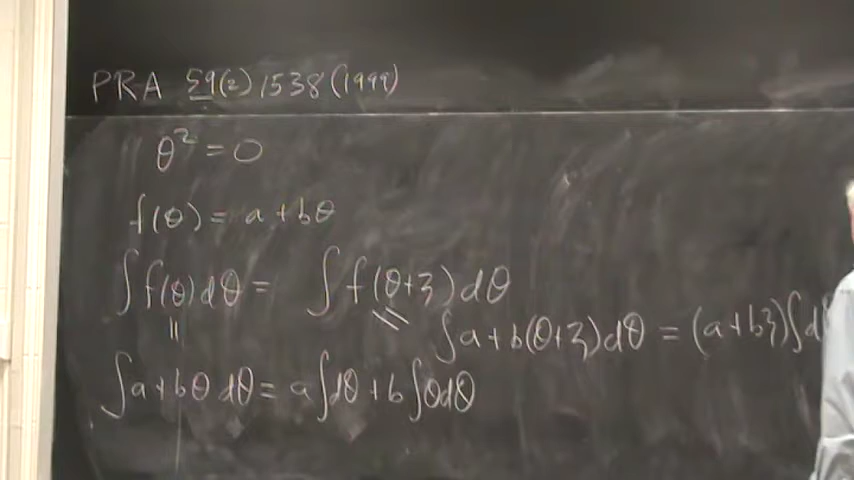 PRA 59(2) 1538 (1999)
θ² = 0
f(θ) = a + bθ
∫ f(θ) dθ = ∫ f(θ+ξ) dθ
∫ a + b(θ+ξ) dθ = (a + bξ) ∫ d
∫ a + bθ dθ = a ∫ dθ + b ∫ θdθ